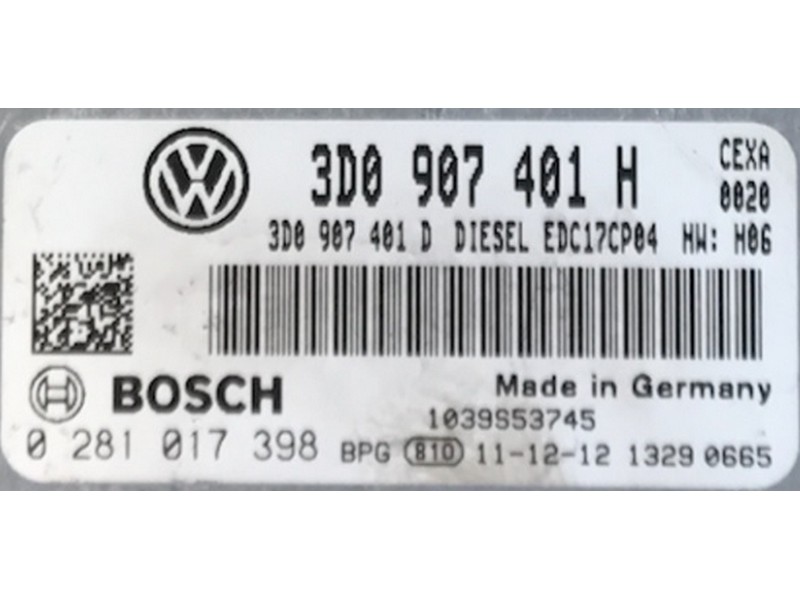 3D0 907 401 H
CEXA
0020
3D0 907 401 D DIESEL EDC17CP04 HW: H06
BOSCH
Made in Germany
1039S53745
0 281 017 398 BPG 810 11-12-12 1329 0665